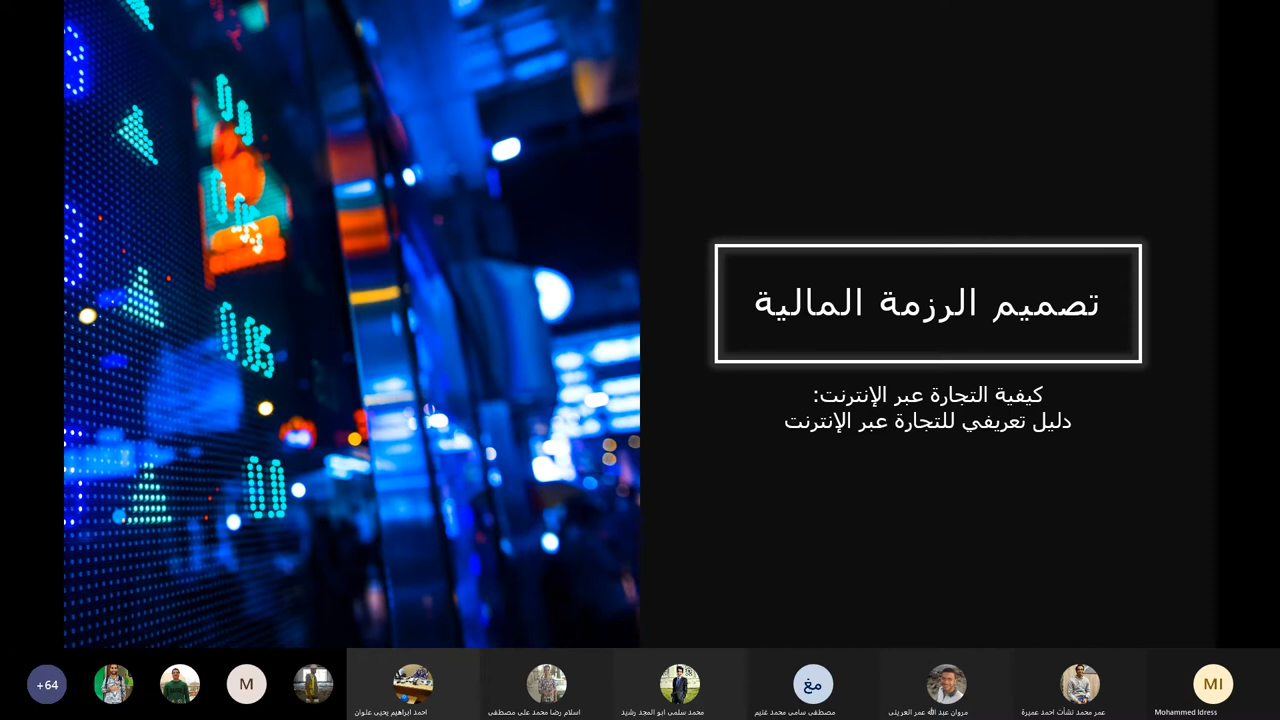 تصميم الرزمة المالية
كيفية التجارة عبر الإنترنت:
دليل تعريفي للتجارة عبر الإنترنت
+64
M
احمد ابراهيم يحيى علوان
اسلام رضا محمد على مصطفى
محمد سلمى ابو المجد رشيد
مغ
مصطفى سامى محمد غنيم
مروان عبد الله عمر العرينى
عمر محمد نشأت احمد عميرة
MI
Mohammed Idress